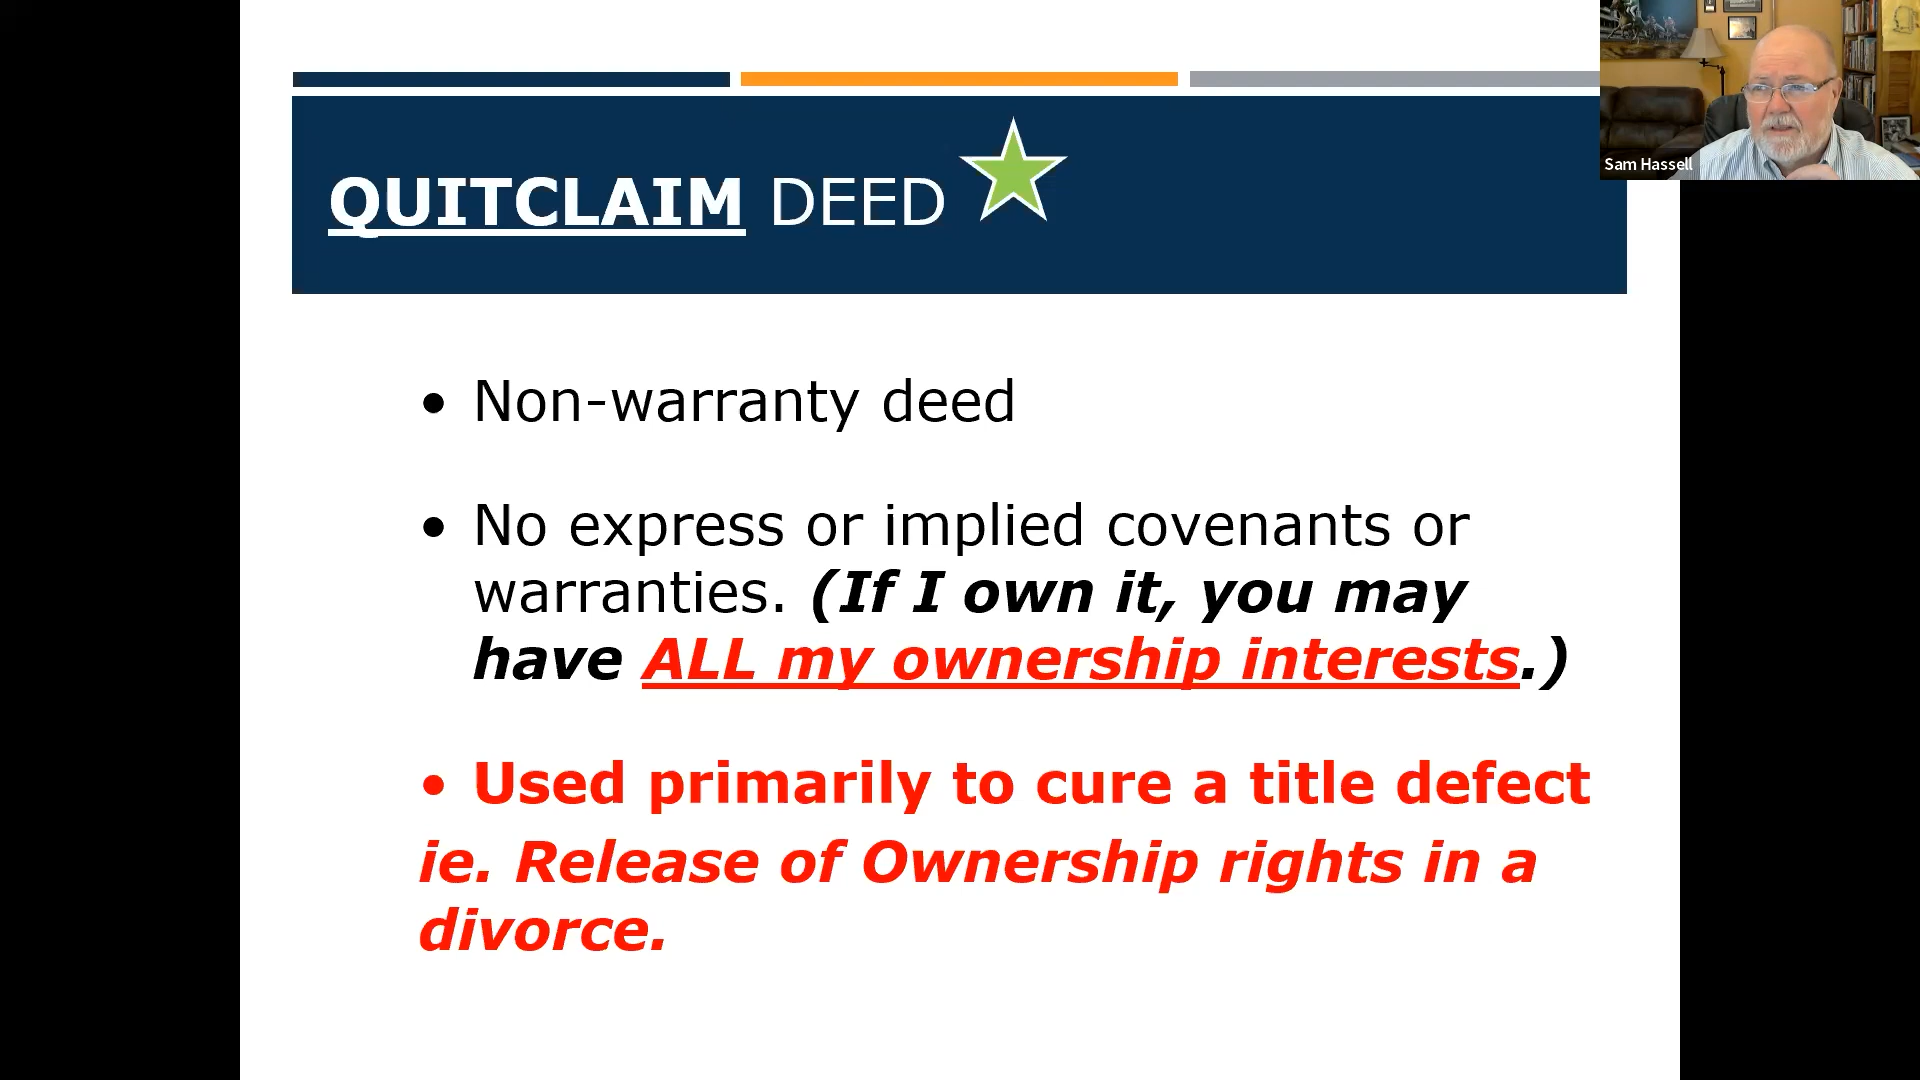 Sam Hassell
QUITCLAIM DEED
• Non-warranty deed
• No express or implied covenants or
warranties. (If I own it, you may
have ALL my ownership interests.)
• Used primarily to cure a title defect
ie. Release of Ownership rights in a
divorce.